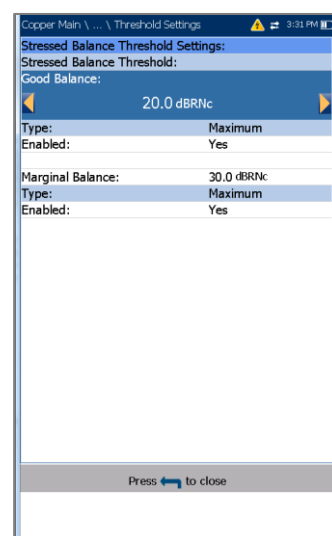 Copper Main \ ... \ Threshold Settings 3:31 PM
Stressed Balance Threshold Settings:
Stressed Balance Threshold:
Good Balance:
20.0 dBRNc
Type: Maximum
Enabled: Yes
Marginal Balance: 30.0 dBRNc
Type: Maximum
Enabled: Yes
Press to close